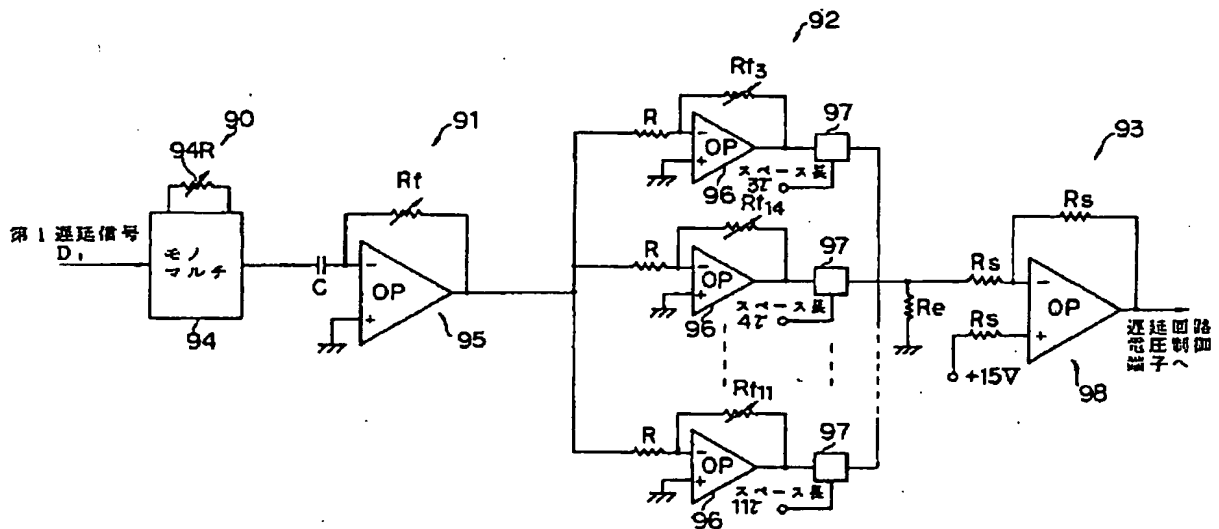 90
94R
第1遅延信号
D1
モノ
マルチ
94
91
Rf
C
OP
95
92
Rf3
R
OP
96
97
スペース長
3τ
Rf14
R
OP
96
97
スペース長
4τ
Rf11
R
OP
96
97
スペース長
11τ
Re
93
Rs
Rs
Rs
+15V
OP
98
遅延回路
電圧制御
端子へ